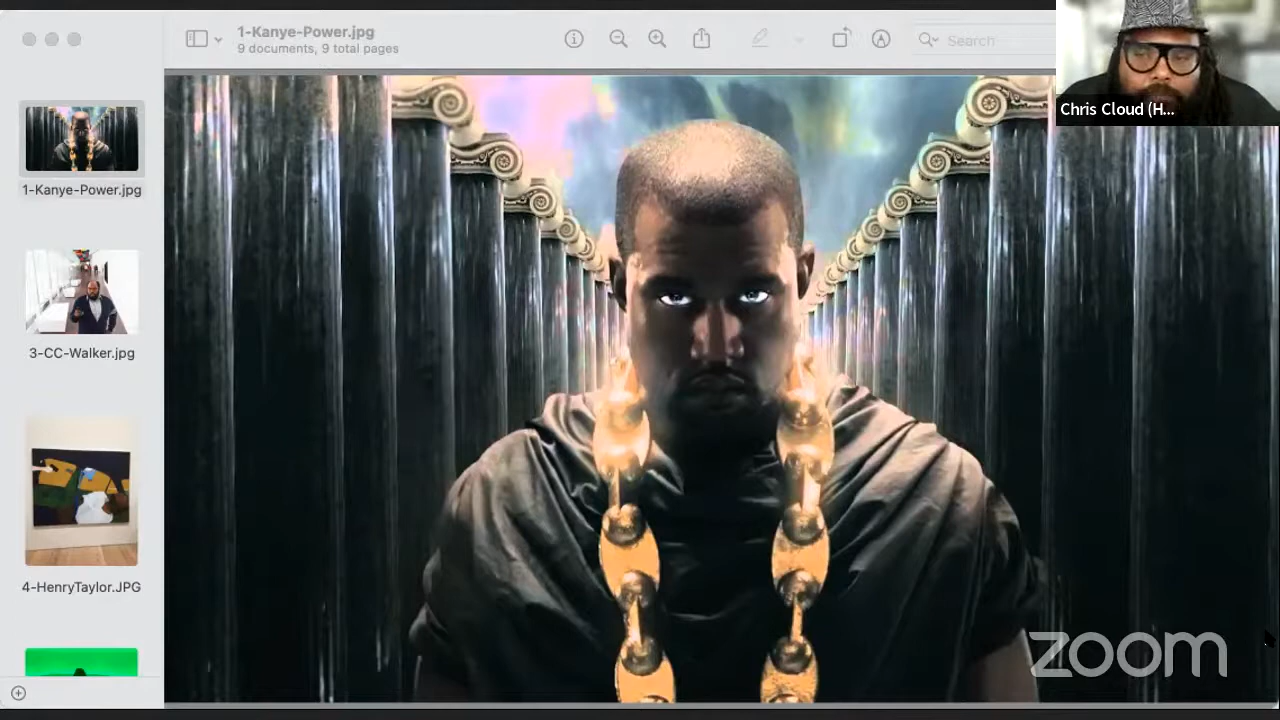 1-Kanye-Power.jpg
9 documents, 9 total pages
Search
Chris Cloud (H...
1-Kanye-Power.jpg
3-CC-Walker.jpg
4-HenryTaylor.JPG
zoom